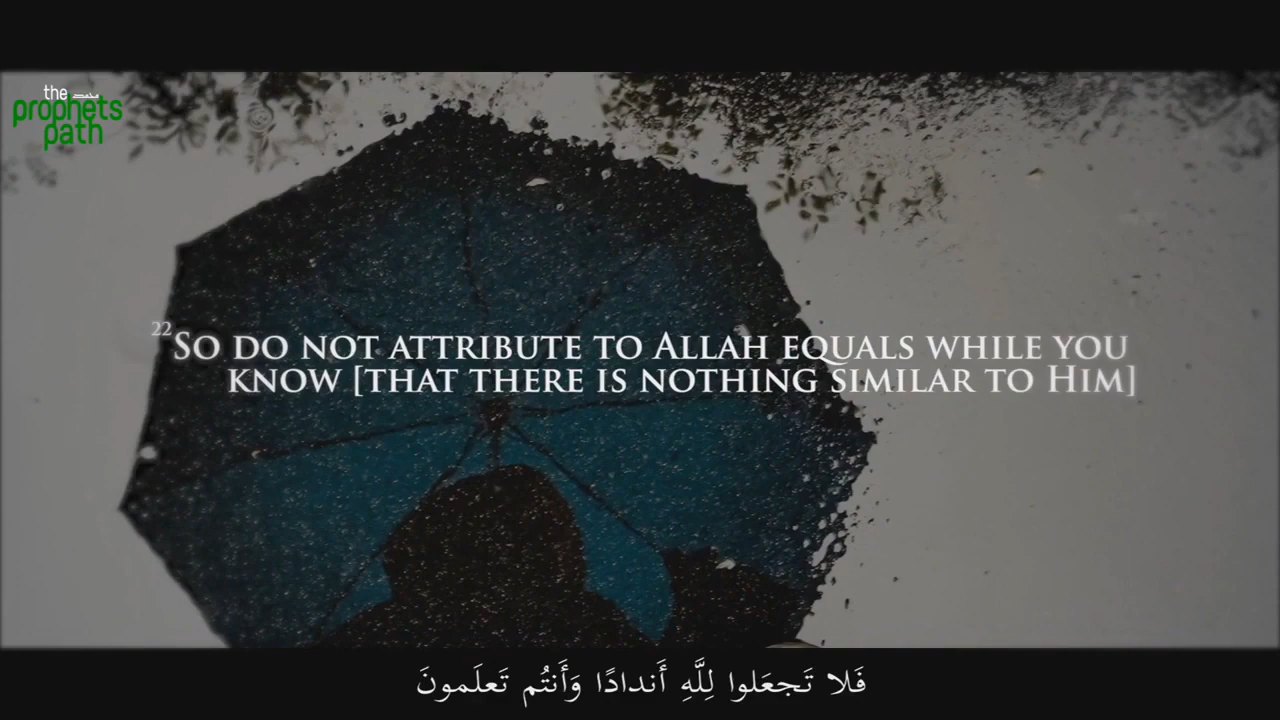 the
prophets
path
22 So do not attribute to Allah equals while you
know [that there is nothing similar to Him]
فَلا تَجعَلوا لِلَّهِ أَندادًا وَأَنتُم تَعلَمونَ